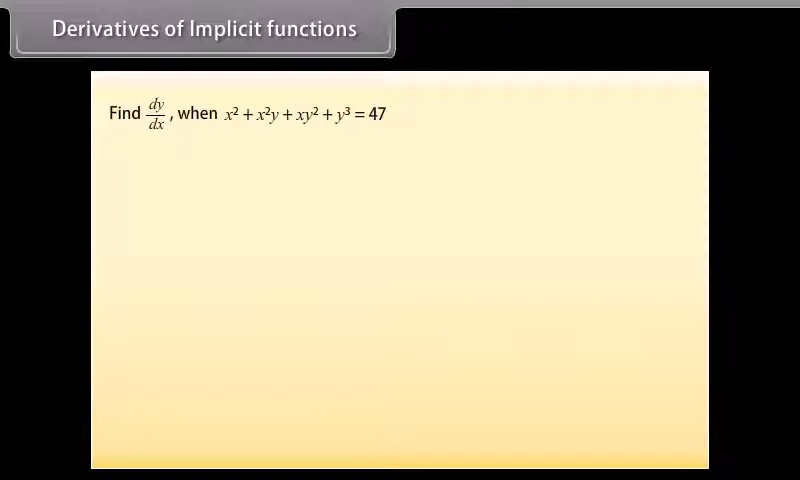 Derivatives of Implicit functions
Find dy/dx, when x² + x²y + xy² + y³ = 47